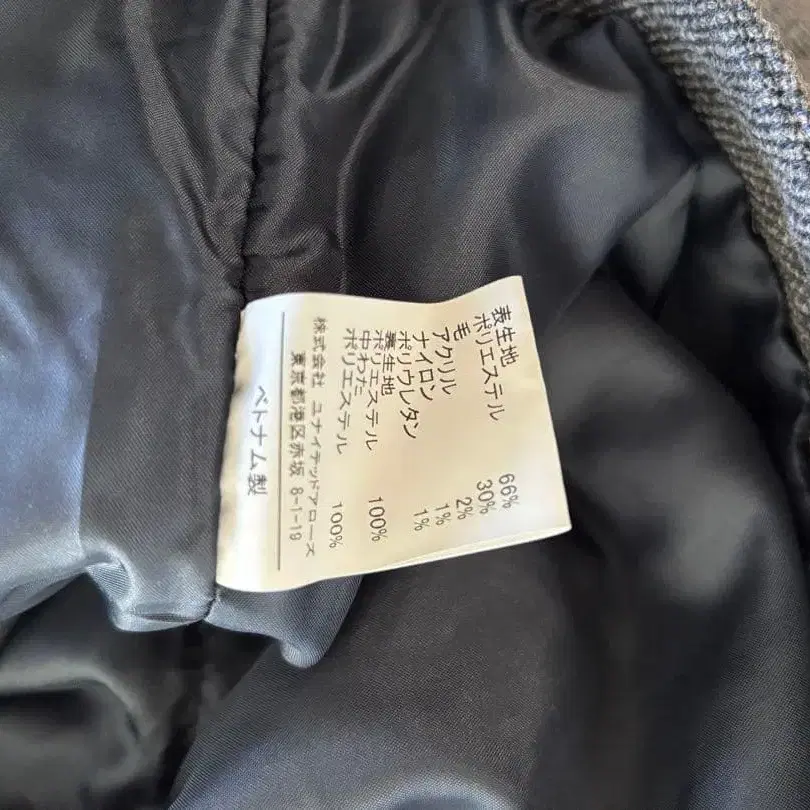 表生地
ポリエステル 66%
毛 30%
アクリル 2%
ナイロン 1%
ポリウレタン 1%
裏生地
ポリエステル 100%
中わた
ポリエステル 100%
株式会社 ユナイテッドアローズ
東京都港区赤坂 8-1-19
ベトナム製